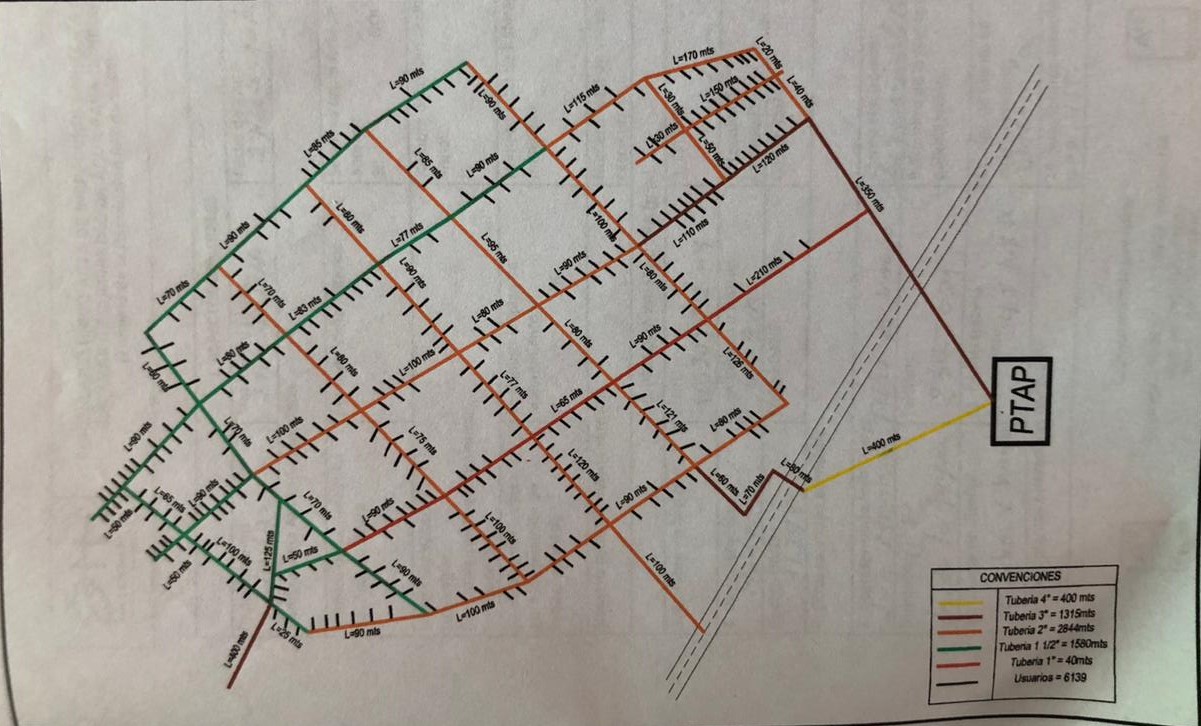 L=170 mts
L=20 mts
L=90 mts
L=90 mts
L=115 mts
L=30 mts
L=150 mts
L=40 mts
L=85 mts
L=85 mts
L=90 mts
L=30 mts
L=50 mts
L=120 mts
L=350 mts
L=60 mts
L=90 mts
L=77 mts
L=95 mts
L=100 mts
L=110 mts
L=70 mts
L=70 mts
L=90 mts
L=90 mts
L=60 mts
L=210 mts
L=83 mts
L=80 mts
L=80 mts
L=90 mts
L=80 mts
L=80 mts
L=100 mts
L=77 mts
L=65 mts
L=125 mts
PTAP
L=90 mts
L=70 mts
L=100 mts
L=75 mts
L=121 mts
L=80 mts
L=400 mts
L=65 mts
L=90 mts
L=120 mts
L=60 mts
L=70 mts
L=80 mts
L=50 mts
L=70 mts
L=90 mts
L=90 mts
L=100 mts
L=125 mts
L=50 mts
L=100 mts
L=50 mts
L=90 mts
L=100 mts
L=25 mts
L=90 mts
L=100 mts
L=400 mts
CONVENCIONES
Tuberia 4" = 400 mts
Tuberia 3" = 1315mts
Tuberia 2" = 2844mts
Tuberia 1 1/2" = 1580mts
Tuberia 1" = 40mts
Usuarios = 6139